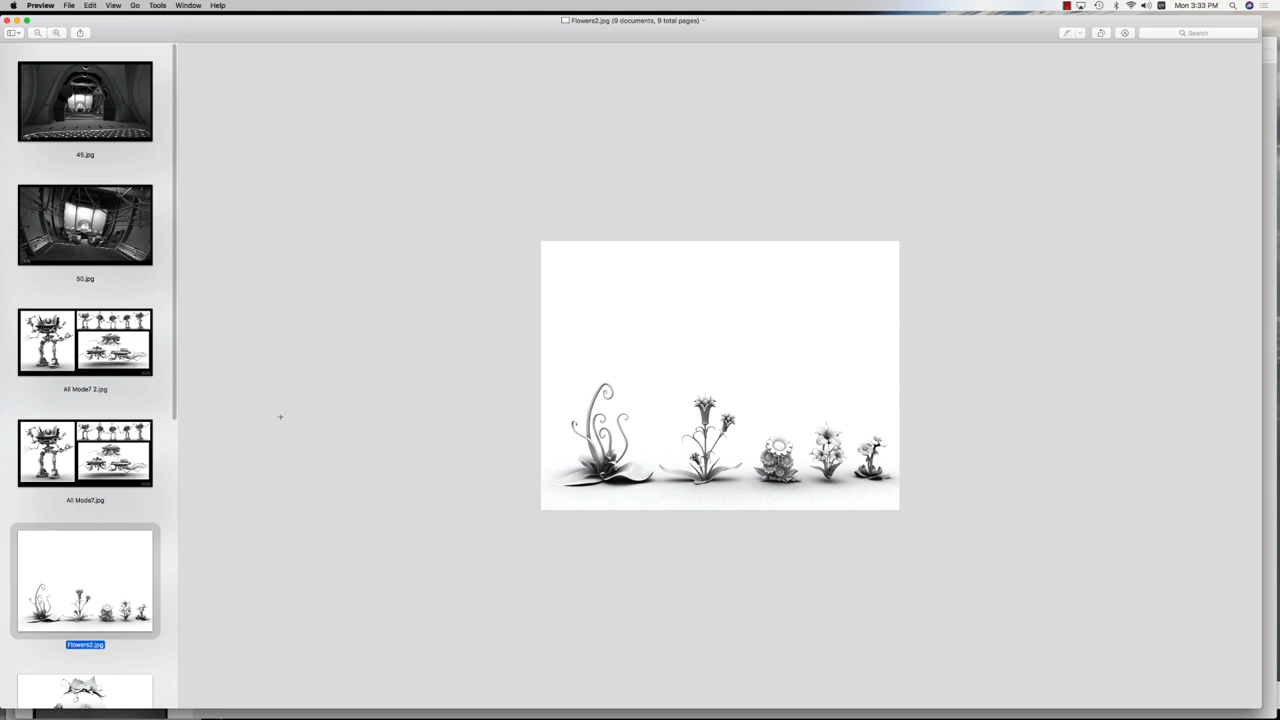 Preview File Edit View Go Tools Window Help
Mon 3:33 PM
Flowers2.jpg (9 documents, 9 total pages)
Search
45.jpg
50.jpg
All Mode7 2.jpg
All Mode7.jpg
Flowers2.jpg